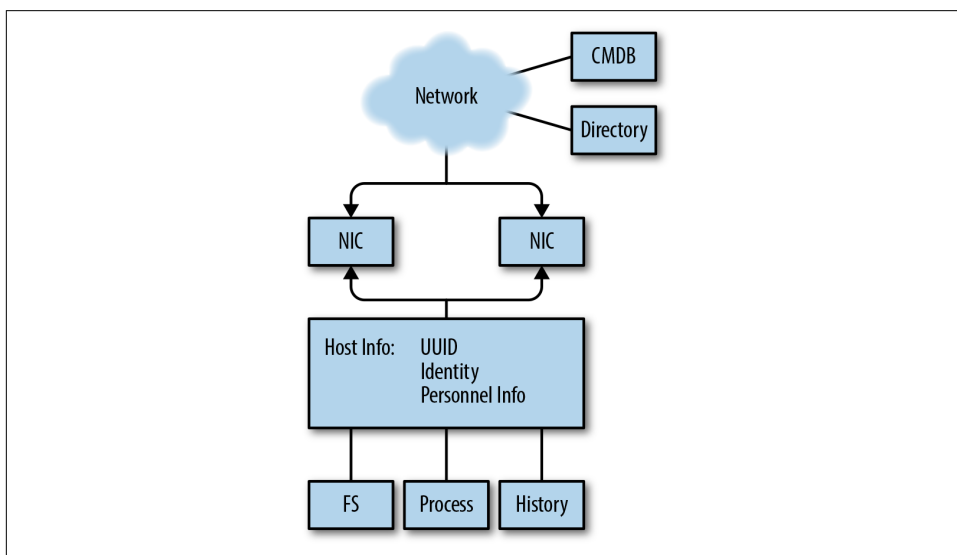 CMDB
Network
Directory
NIC
NIC
Host Info: UUID
Identity
Personnel Info
FS
Process
History